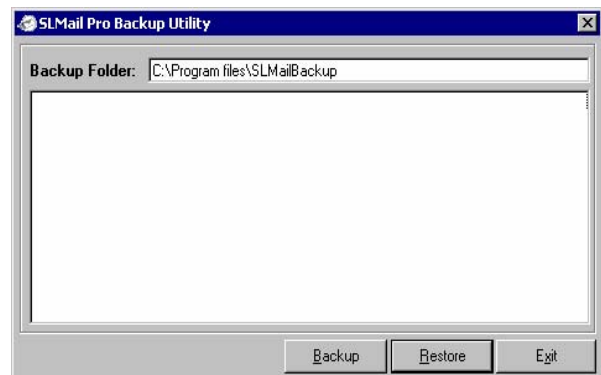 SLMail Pro Backup Utility
Backup Folder: C:\Program files\SLMailBackup
Backup Restore Exit